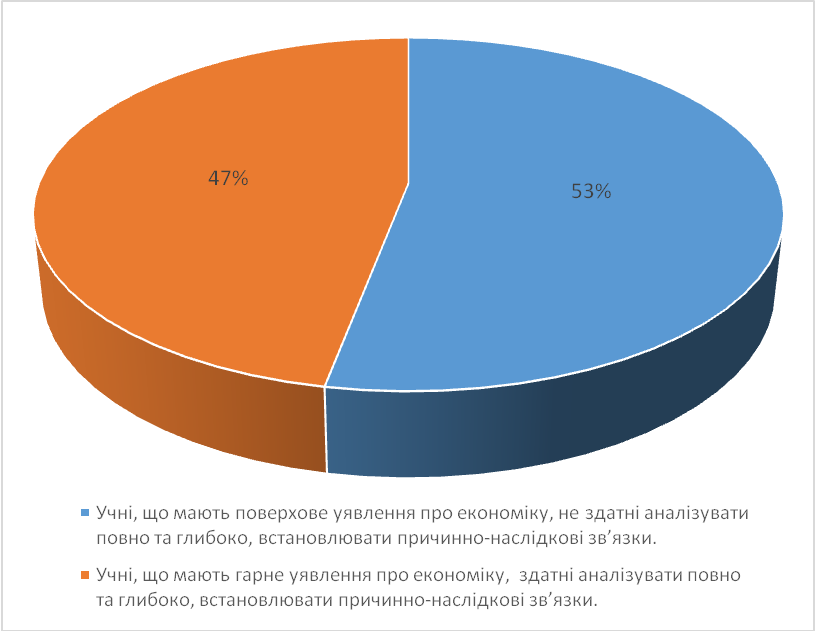 47%
53%
Учні, що мають поверхове уявлення про економіку, не здатні аналізувати
повно та глибоко, встановлювати причинно-наслідкові зв’язки.
Учні, що мають гарне уявлення про економіку,  здатні аналізувати повно
та глибоко, встановлювати причинно-наслідкові зв’язки.